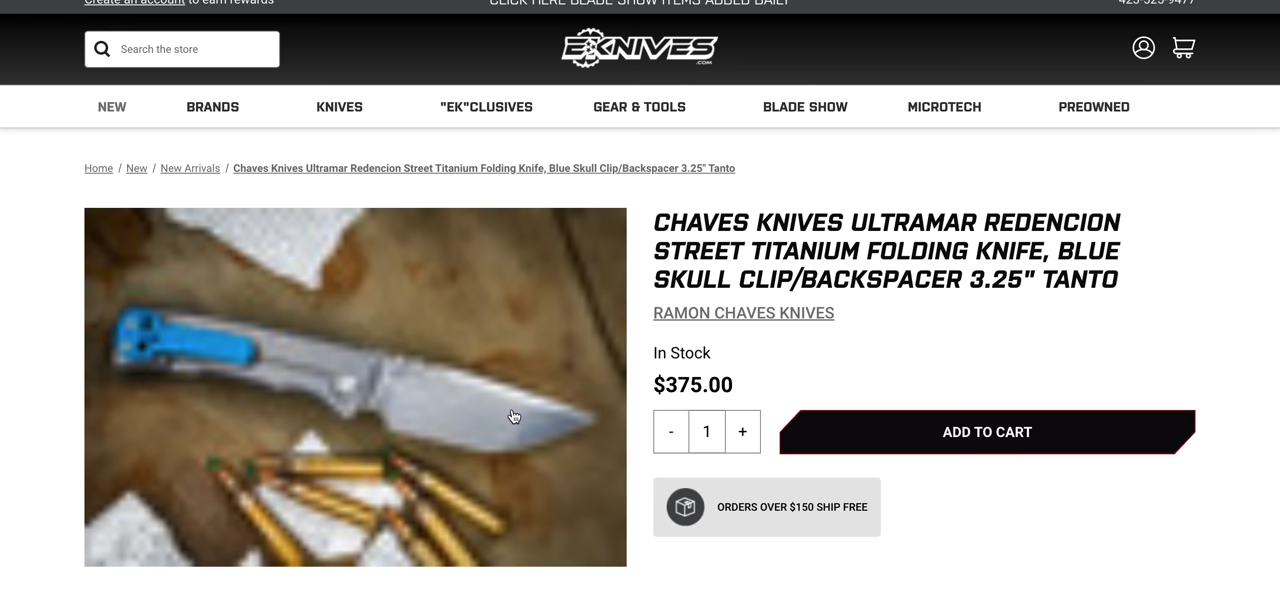 Create an account to earn rewards
CLICK HERE BLADE SHOW ITEMS ADDED DAILY
423-525-9477
Search the store
EKNIVES
.COM
NEW
BRANDS
KNIVES
"EK"CLUSIVES
GEAR & TOOLS
BLADE SHOW
MICROTECH
PREOWNED
Home / New / New Arrivals / Chaves Knives Ultramar Redencion Street Titanium Folding Knife, Blue Skull Clip/Backspacer 3.25" Tanto
CHAVES KNIVES ULTRAMAR REDENCION
STREET TITANIUM FOLDING KNIFE, BLUE
SKULL CLIP/BACKSPACER 3.25" TANTO
RAMON CHAVES KNIVES
In Stock
$375.00
- 1 +
ADD TO CART
ORDERS OVER $150 SHIP FREE